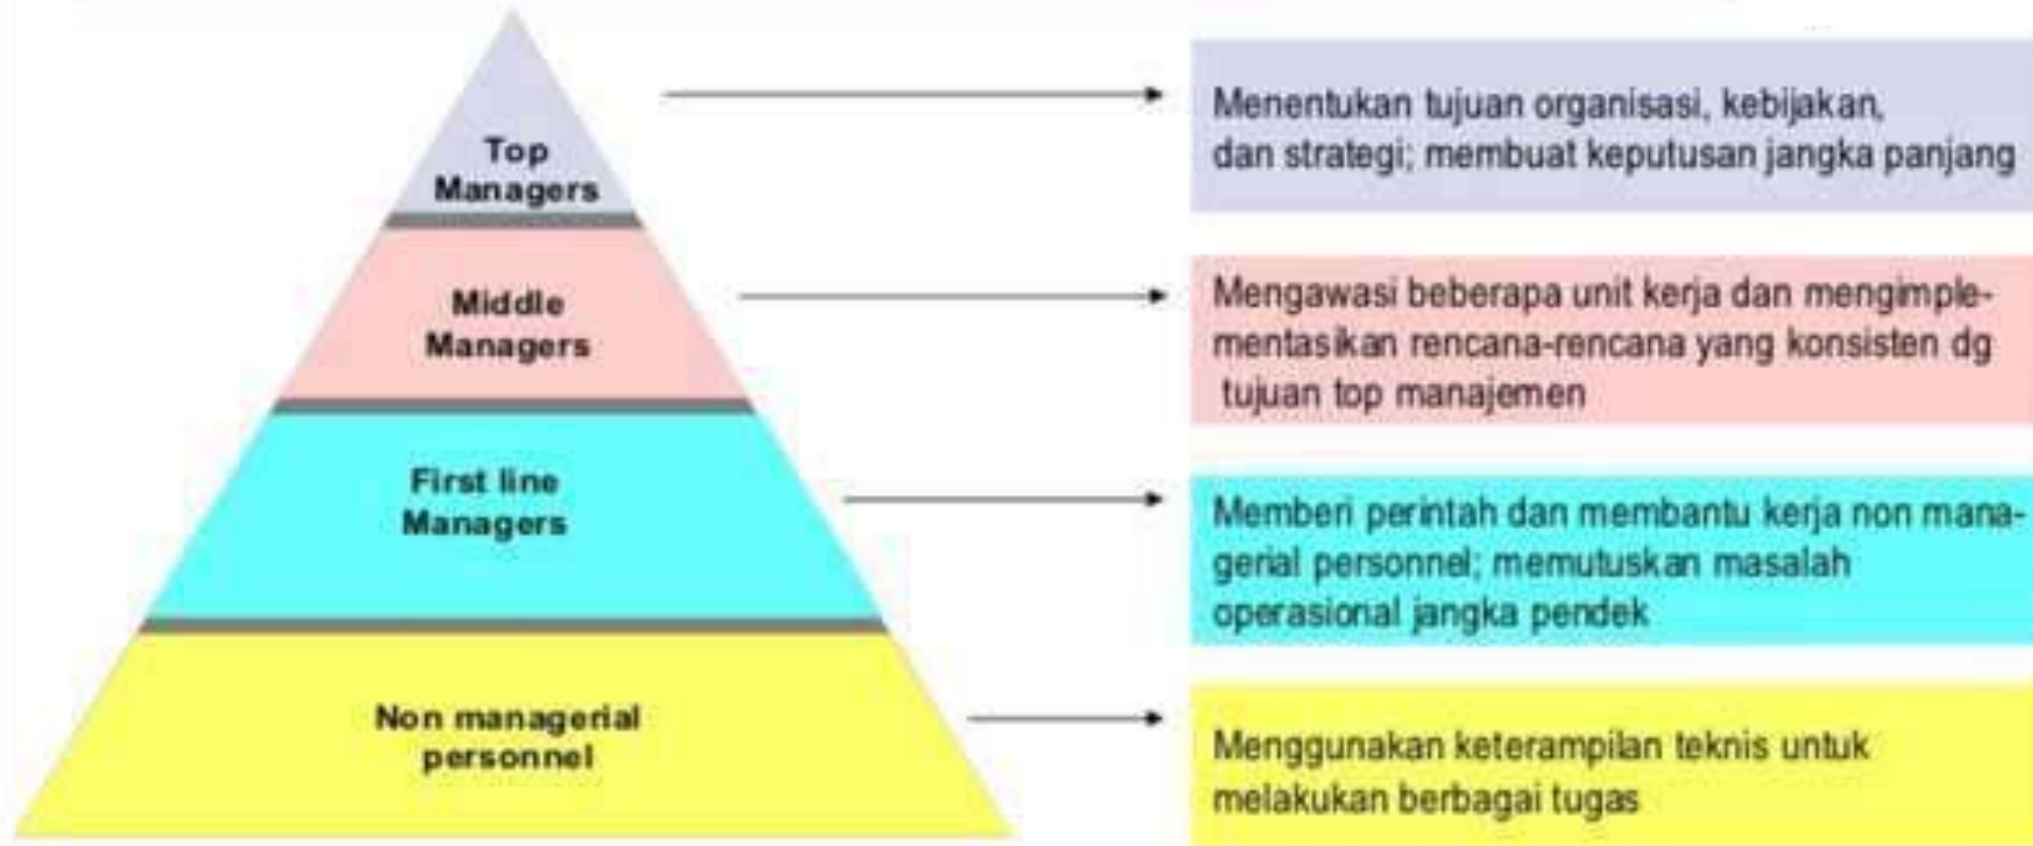 Top
Managers
Menentukan tujuan organisasi, kebijakan,
dan strategi; membuat keputusan jangka panjang
Middle
Managers
Mengawasi beberapa unit kerja dan mengimple-
mentasikan rencana-rencana yang konsisten dg
tujuan top manajemen
First line
Managers
Memberi perintah dan membantu kerja non mana-
gerial personnel; memutuskan masalah
operasional jangka pendek
Non managerial
personnel
Menggunakan keterampilan teknis untuk
melakukan berbagai tugas